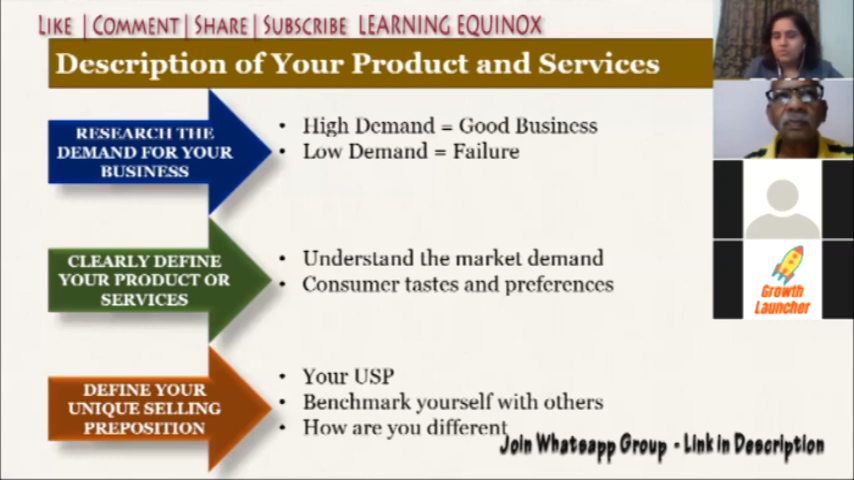 LIKE | COMMENT | SHARE | SUBSCRIBE LEARNING EQUINOX
Description of Your Product and Services
RESEARCH THE
DEMAND FOR YOUR
BUSINESS
• High Demand = Good Business
• Low Demand = Failure
CLEARLY DEFINE
YOUR PRODUCT OR
SERVICES
• Understand the market demand
• Consumer tastes and preferences
DEFINE YOUR
UNIQUE SELLING
PREPOSITION
• Your USP
• Benchmark yourself with others
• How are you different
Growth
Launcher
Join Whatsapp Group - Link in Description